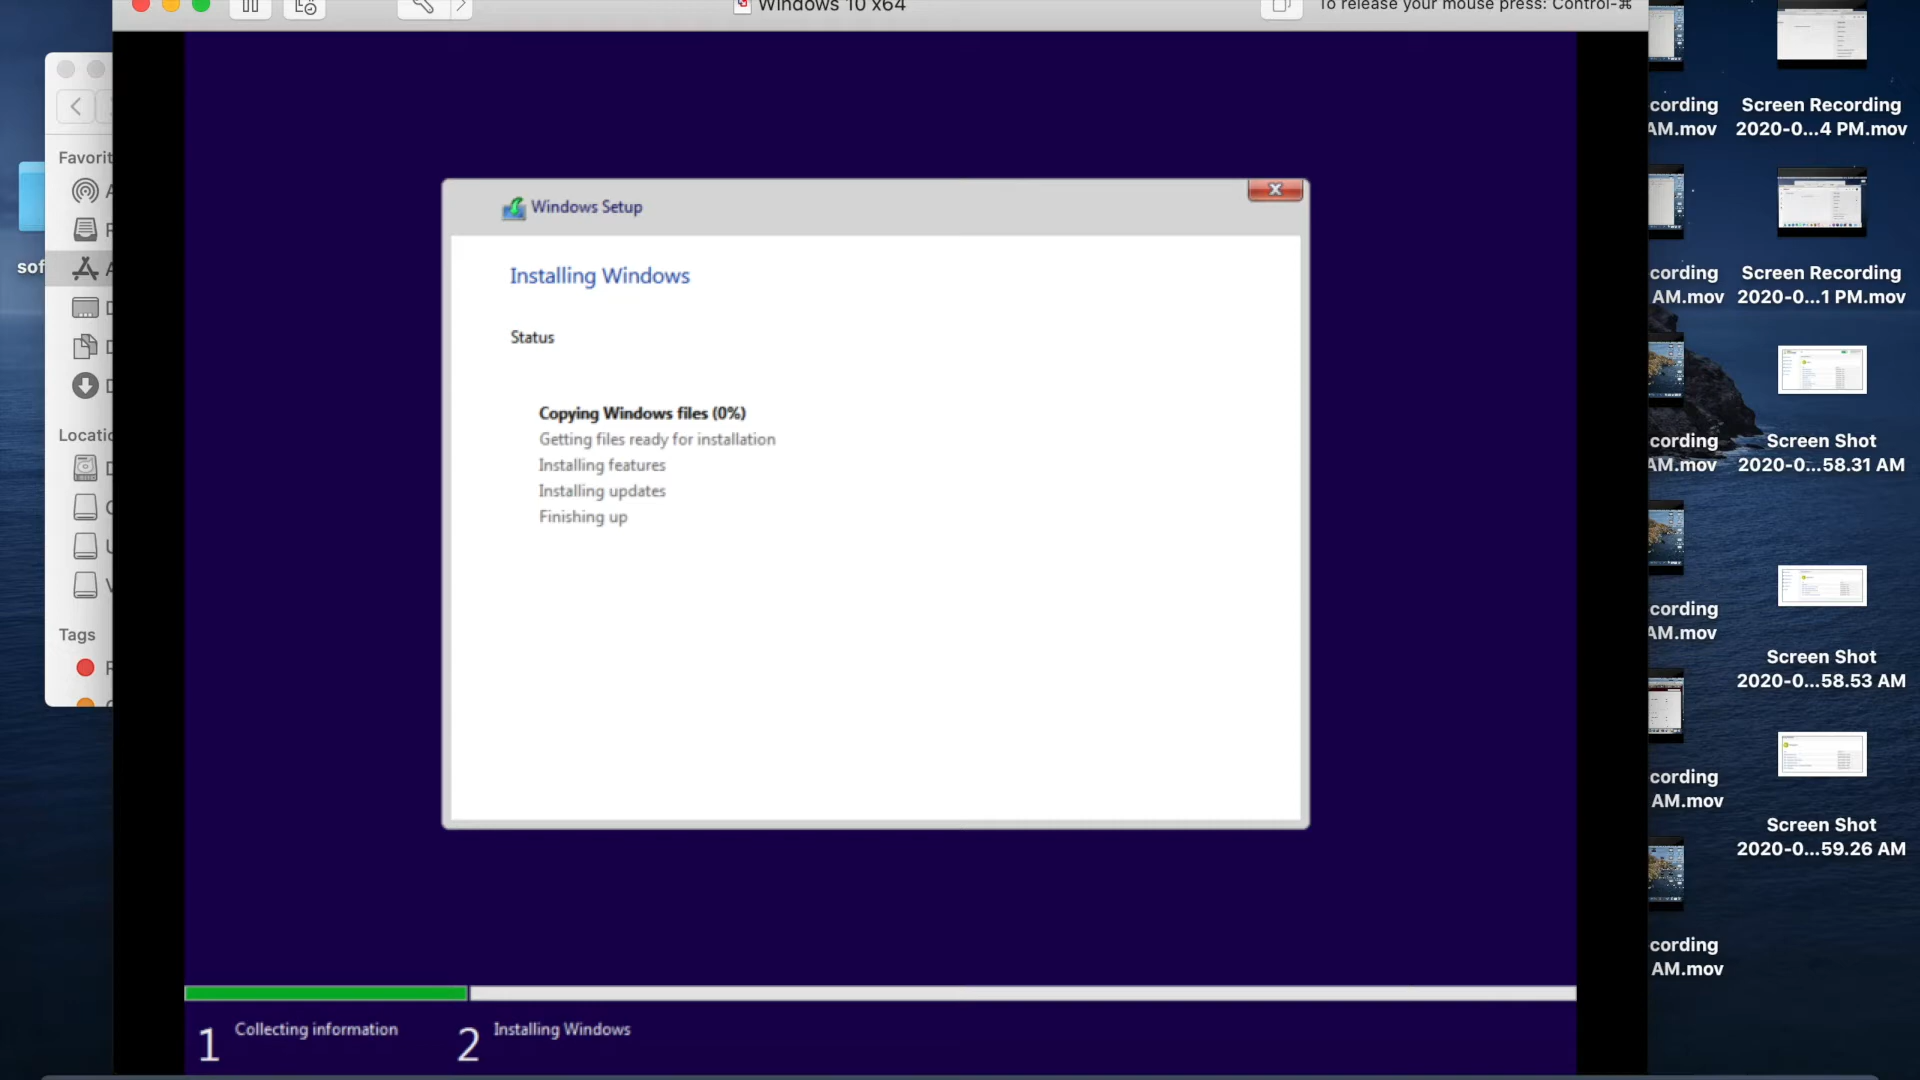 Windows 10 x64
To release your mouse press: Control-⌘
Windows Setup
Installing Windows
Status
Copying Windows files (0%)
Getting files ready for installation
Installing features
Installing updates
Finishing up
1 Collecting information
2 Installing Windows
Favorit
Locatic
Tags
sof
cording
AM.mov
Screen Recording
2020-0...4 PM.mov
cording
AM.mov
Screen Recording
2020-0...1 PM.mov
cording
AM.mov
Screen Shot
2020-0...58.31 AM
cording
AM.mov
Screen Shot
2020-0...58.53 AM
cording
AM.mov
Screen Shot
2020-0...59.26 AM
cording
AM.mov